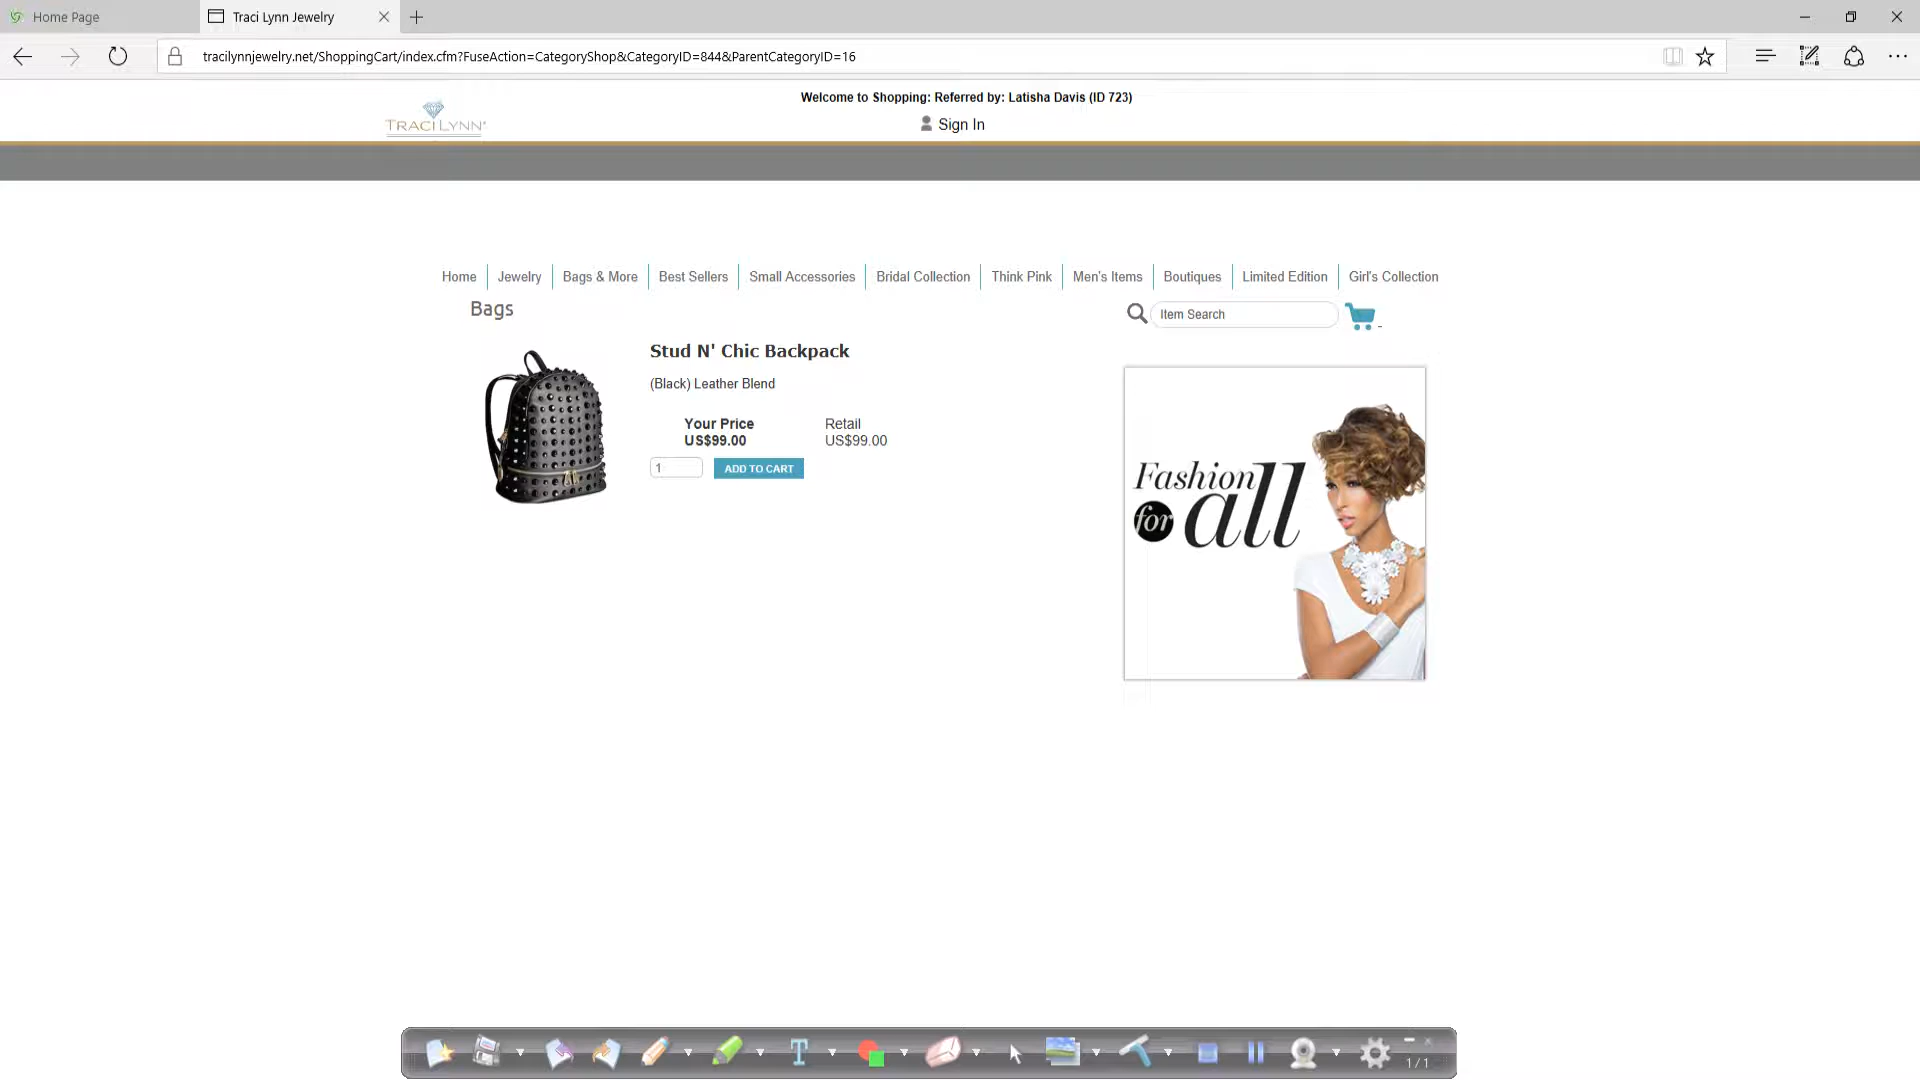 Home Page
Traci Lynn Jewelry
tracilynnjewelry.net/ShoppingCart/index.cfm?FuseAction=CategoryShop&CategoryID=844&ParentCategoryID=16
Welcome to Shopping: Referred by: Latisha Davis (ID 723)
TRACILYNN
Sign In
Home Jewelry Bags & More Best Sellers Small Accessories Bridal Collection Think Pink Men's Items Boutiques Limited Edition Girl's Collection
Bags
Item Search
Stud N' Chic Backpack
(Black) Leather Blend
Your Price Retail
US$99.00 US$99.00
1 ADD TO CART
Fashion
for all
T
1 / 1